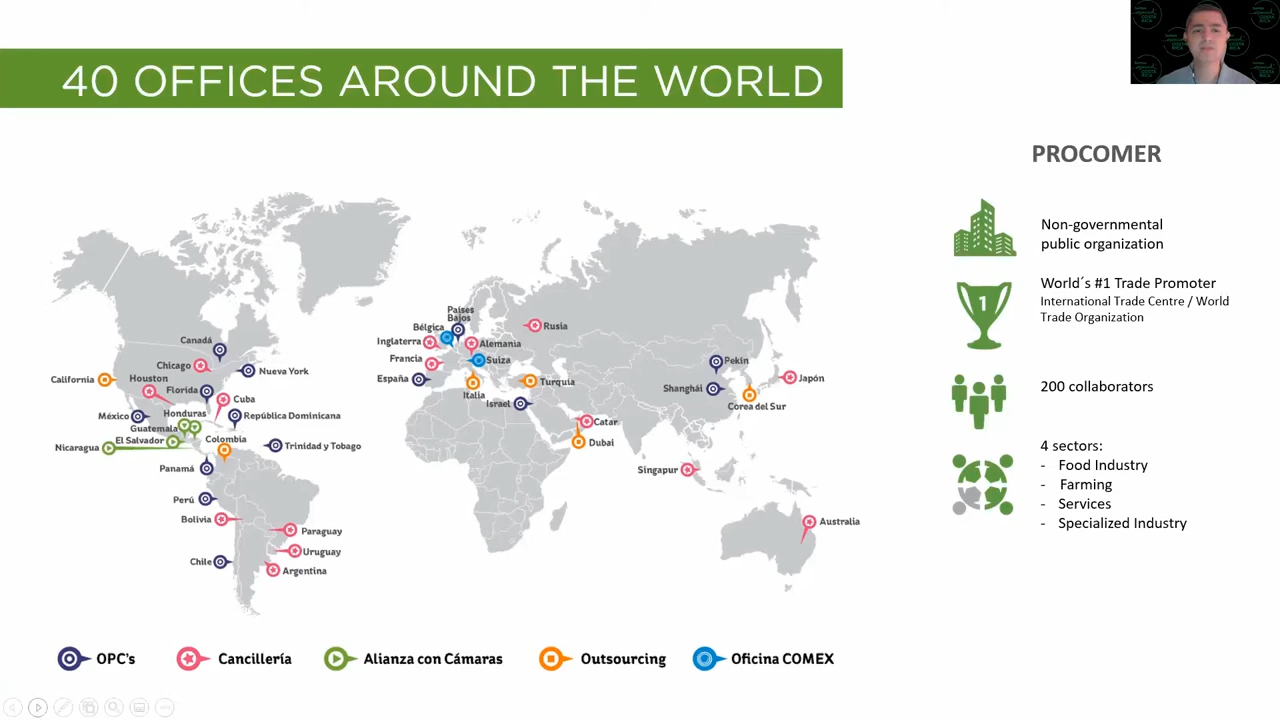 40 OFFICES AROUND THE WORLD
PROCOMER
Non-governmental
public organization
World´s #1 Trade Promoter
International Trade Centre / World
Trade Organization
1
200 collaborators
4 sectors:
- Food Industry
- Farming
- Services
- Specialized Industry
Canadá
Chicago
Nueva York
California
Houston
Florida
Cuba
México
Honduras
República Dominicana
Guatemala
El Salvador
Colombia
Nicaragua
Trinidad y Tobago
Panamá
Perú
Bolivia
Paraguay
Uruguay
Chile
Argentina
Países
Bajos
Bélgica
Rusia
Inglaterra
Alemania
Francia
Suiza
España
Turquía
Italia
Israel
Catar
Dubai
Pekín
Shanghái
Japón
Corea del Sur
Singapur
Australia
OPC's
Cancillería
Alianza con Cámaras
Outsourcing
Oficina COMEX